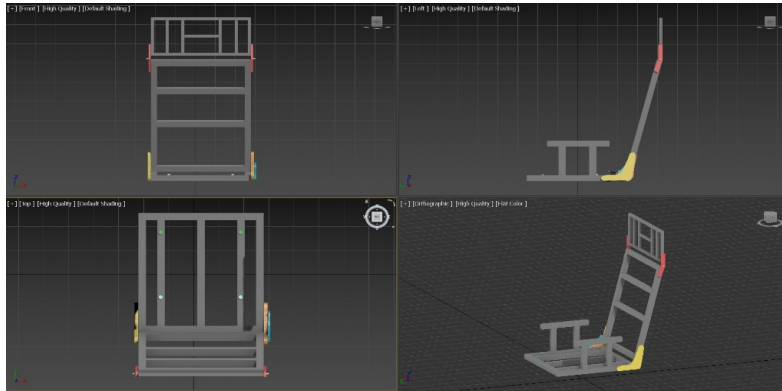 [+] [Front] [High Quality] [Default Shading]
[+] [Left] [High Quality] [Default Shading]
[+] [Top] [High Quality] [Default Shading]
[+] [Orthographic] [High Quality] [Flat Color]